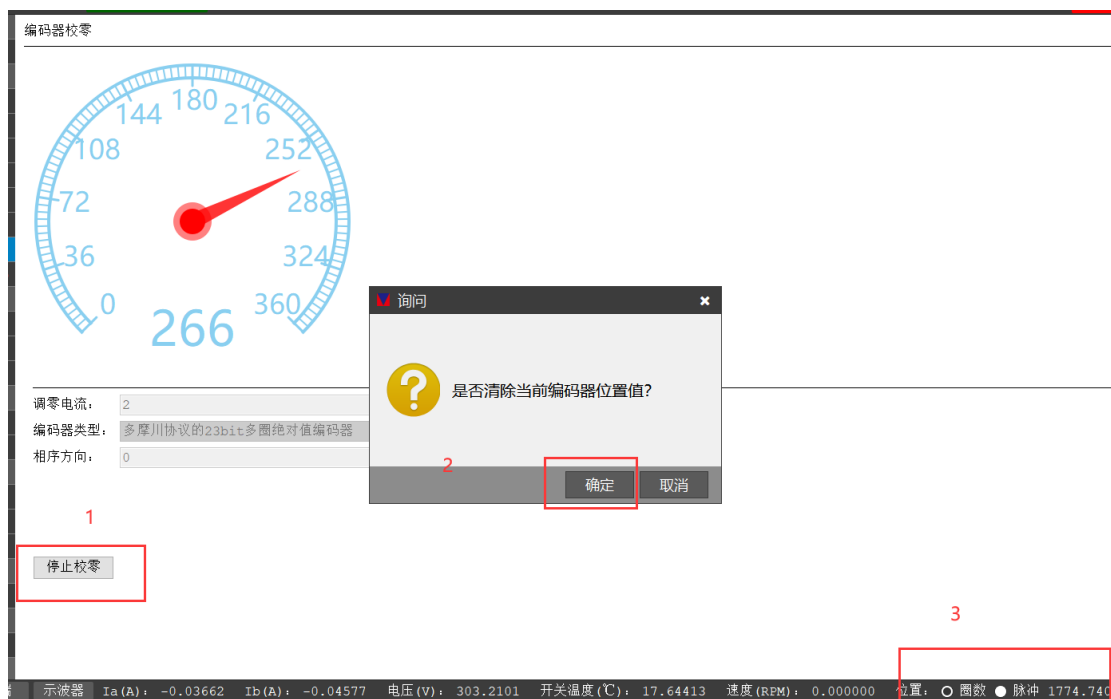 编码器校零
144 180 216
108 252
72 288
36 324
0 360
266
询问
是否清除当前编码器位置值?
调零电流: 2
编码器类型: 多摩川协议的23bit多圈绝对值编码器
相序方向: 0
2
确定 取消
1
停止校零
3
示波器 Ia(A): -0.03662 Ib(A): -0.04577 电压(V): 303.2101 开关温度(℃): 17.64413 速度(RPM): 0.000000 位置: 圈数 脉冲 1774.740